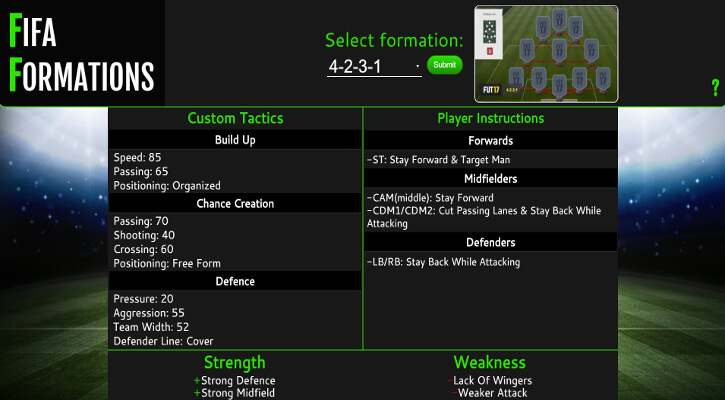 FIFA
FORMATIONS
Select formation:
4-2-3-1
Submit
FUT 17
4-2-3-1
?
Custom Tactics
Build Up
Speed: 85
Passing: 65
Positioning: Organized
Chance Creation
Passing: 70
Shooting: 40
Crossing: 60
Positioning: Free Form
Defence
Pressure: 20
Aggression: 55
Team Width: 52
Defender Line: Cover
Player Instructions
Forwards
-ST: Stay Forward & Target Man
Midfielders
-CAM(middle): Stay Forward
-CDM1/CDM2: Cut Passing Lanes & Stay Back While
Attacking
Defenders
-LB/RB: Stay Back While Attacking
Strength
+Strong Defence
+Strong Midfield
Weakness
-Lack Of Wingers
-Weaker Attack